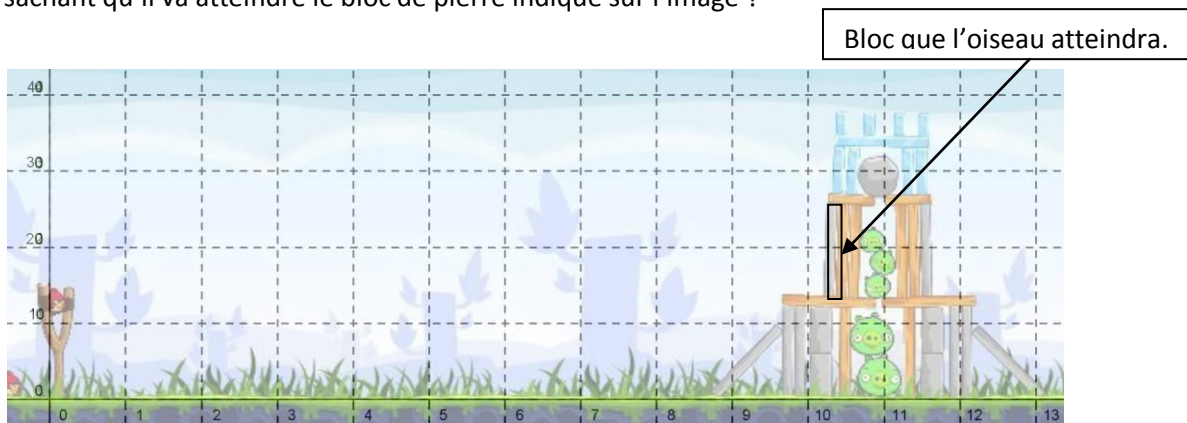 sachant qu'il va atteindre le bloc de pierre indiqué sur l'image ?
Bloc que l'oiseau atteindra.
40
30
20
10
0
0 1 2 3 4 5 6 7 8 9 10 11 12 13